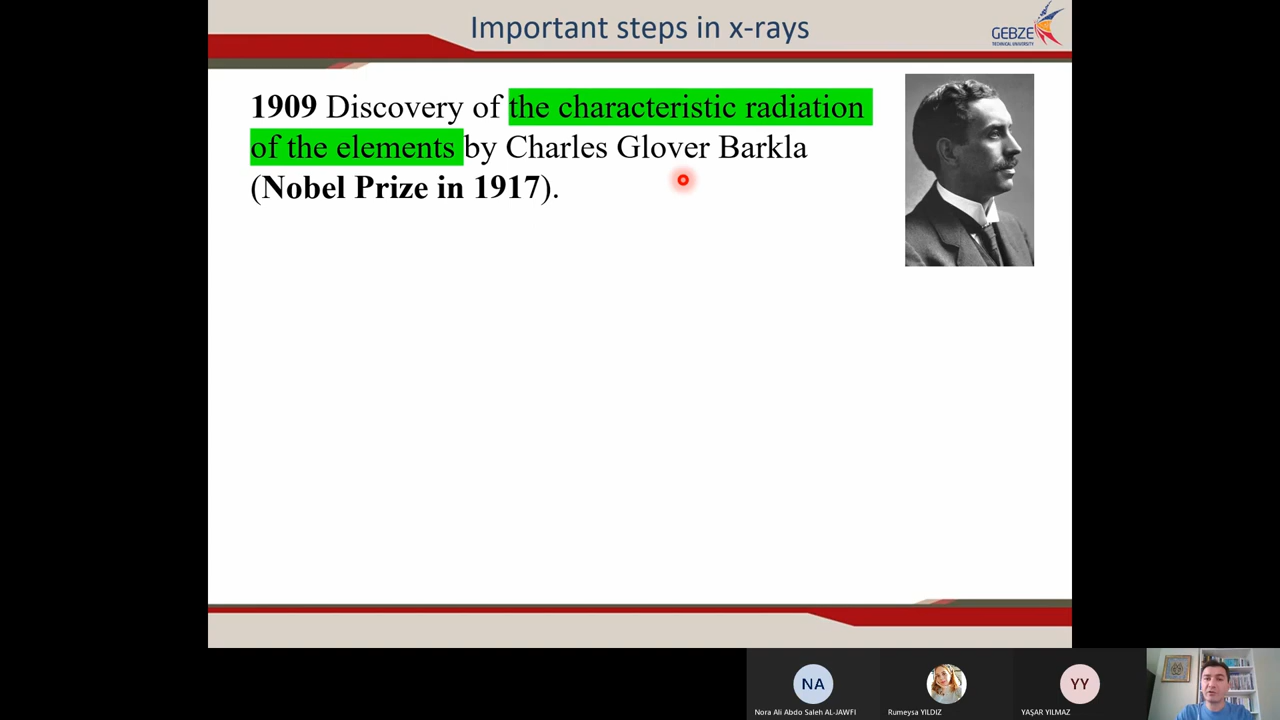 Important steps in x-rays
GEBZE
TECHNICAL UNIVERSITY
1909 Discovery of the characteristic radiation
of the elements by Charles Glover Barkla
(Nobel Prize in 1917).
NA
YY
Nora Ali Abdo Saleh AL-JAWFI
Rumeysa YILDIZ
YAŞAR YILMAZ